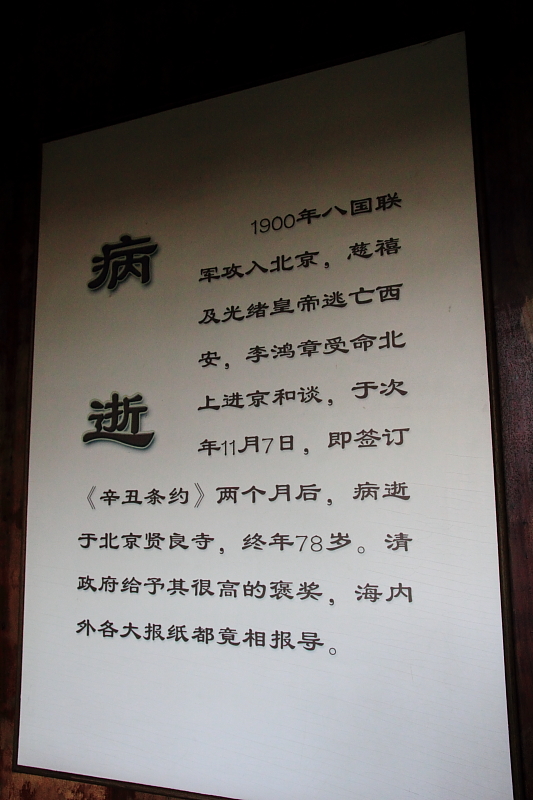 病逝
1900年八国联
军攻入北京，慈禧
及光绪皇帝逃亡西
安，李鸿章受命北
上进京和谈，于次
年11月7日，即签订
《辛丑条约》两个月后，病逝
于北京贤良寺，终年78岁。清
政府给予其很高的褒奖，海内
外各大报纸都竟相报导。